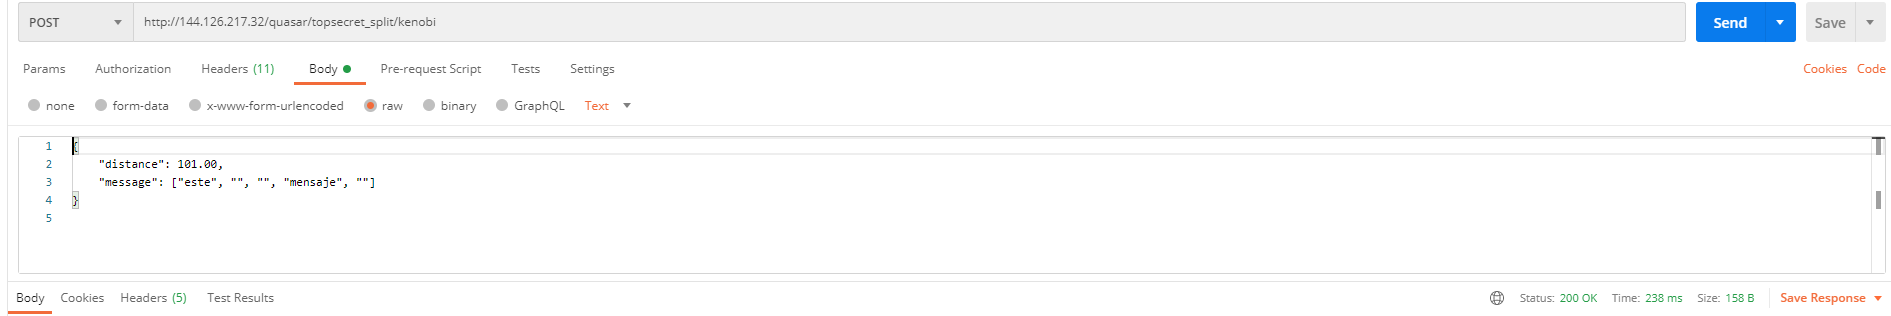 POST http://144.126.217.32/quasar/topsecret_split/kenobi Send Save
Params Authorization Headers (11) Body Pre-request Script Tests Settings Cookies Code
none form-data x-www-form-urlencoded raw binary GraphQL Text
1 {
2 "distance": 101.00,
3 "message": ["este", "", "", "mensaje", ""]
4 }
5
Body Cookies Headers (5) Test Results Status: 200 OK Time: 238 ms Size: 158 B Save Response